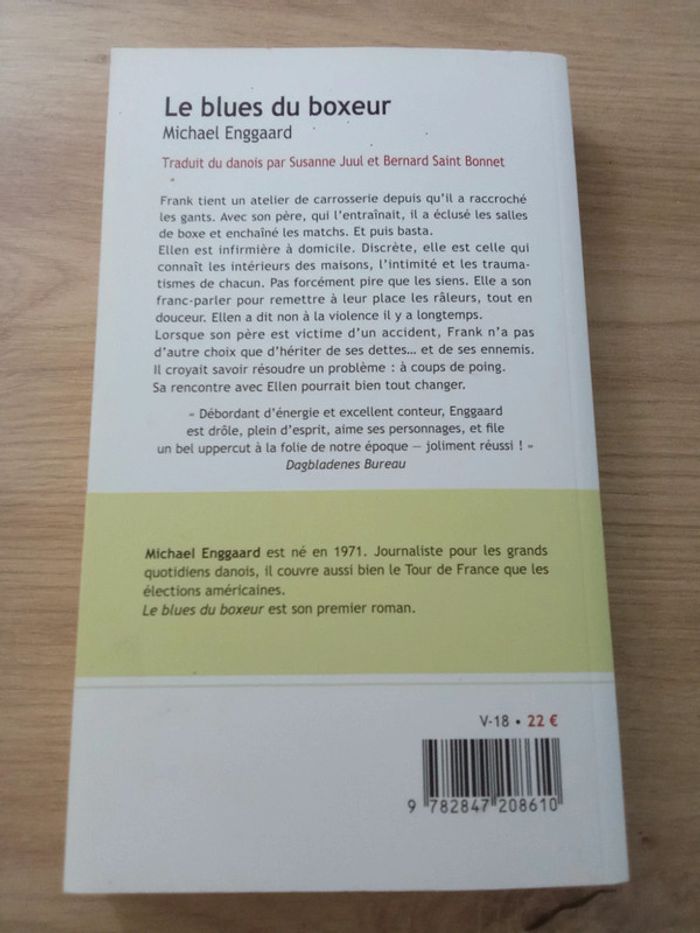 Le blues du boxeur
Michael Enggaard
Traduit du danois par Susanne Juul et Bernard Saint Bonnet
Frank tient un atelier de carrosserie depuis qu'il a raccroché
les gants. Avec son père, qui l'entraînait, il a éclusé les salles
de boxe et enchaîné les matchs. Et puis basta.
Ellen est infirmière à domicile. Discrète, elle est celle qui
connaît les intérieurs des maisons, l'intimité et les trauma-
tismes de chacun. Pas forcément pire que les siens. Elle a son
franc-parler pour remettre à leur place les râleurs, tout en
douceur. Ellen a dit non à la violence il y a longtemps.
Lorsque son père est victime d'un accident, Frank n'a pas
d'autre choix que d'hériter de ses dettes… et de ses ennemis.
Il croyait savoir résoudre un problème : à coups de poing.
Sa rencontre avec Ellen pourrait bien tout changer.
« Débordant d'énergie et excellent conteur, Enggaard
est drôle, plein d'esprit, aime ses personnages, et file
un bel uppercut à la folie de notre époque — joliment réussi ! »
Dagbladenes Bureau
Michael Enggaard est né en 1971. Journaliste pour les grands
quotidiens danois, il couvre aussi bien le Tour de France que les
élections américaines.
Le blues du boxeur est son premier roman.
V-18 • 22 €
9 782847 208610